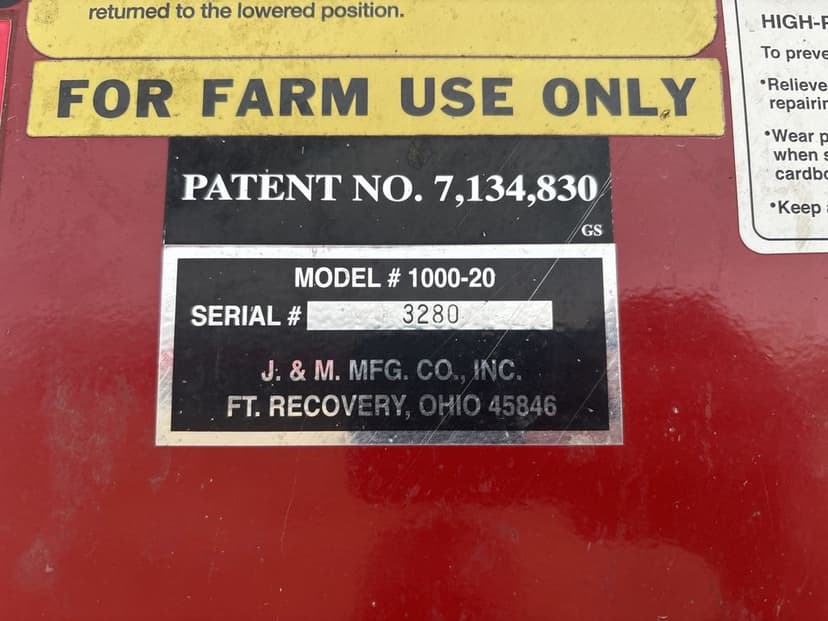 returned to the lowered position.
FOR FARM USE ONLY
PATENT NO. 7,134,830
GS
MODEL # 1000-20
SERIAL # 3280
J. & M. MFG. CO., INC.
FT. RECOVERY, OHIO 45846
HIGH-
To preve
•Relieve
repairin
•Wear p
when s
cardbo
•Keep